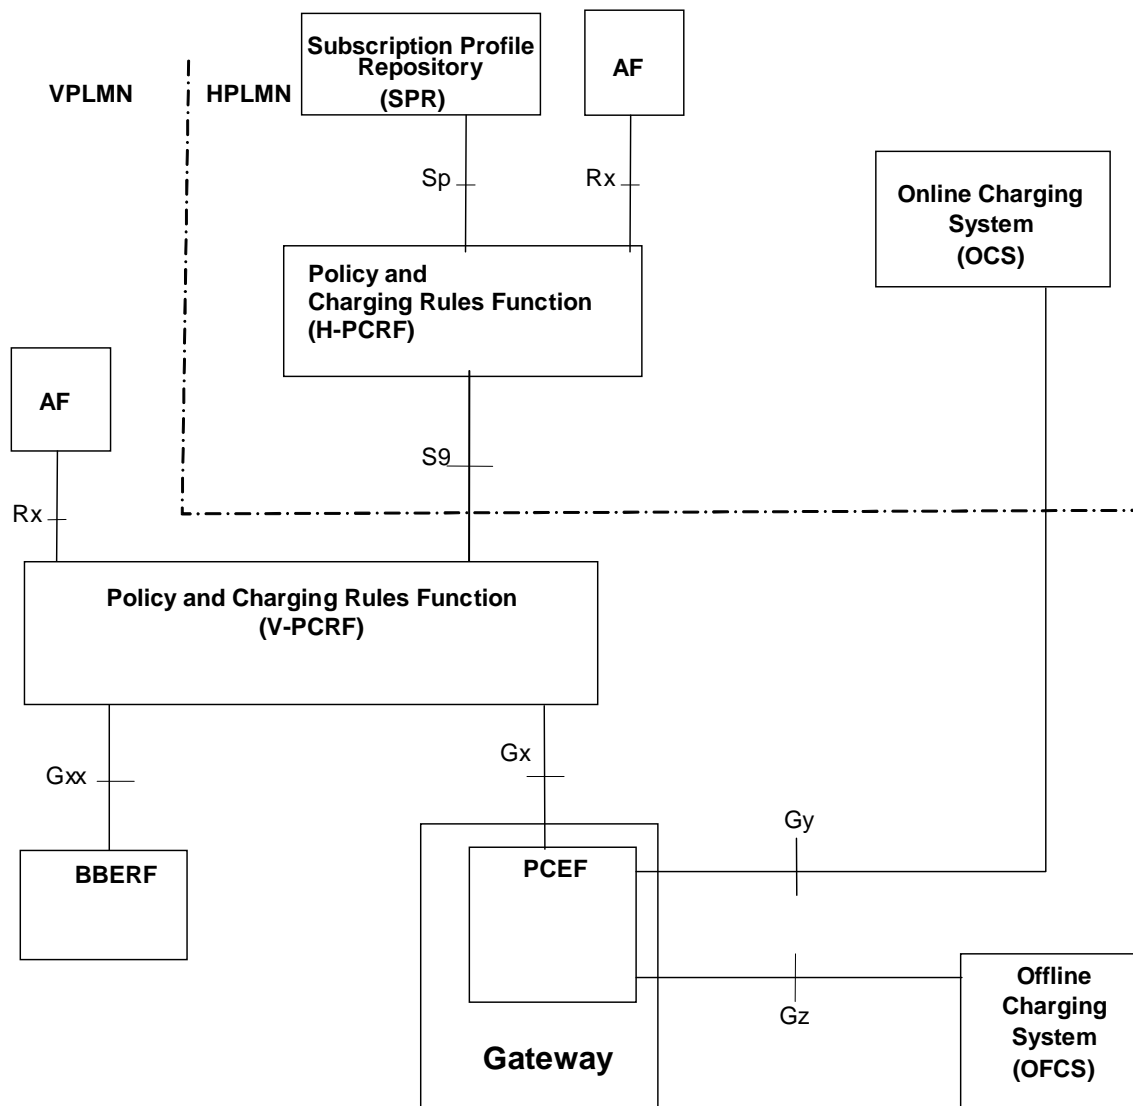 Subscription Profile
Repository
(SPR)
AF
VPLMN
HPLMN
Sp
Rx
Online Charging
System
(OCS)
Policy and
Charging Rules Function
(H-PCRF)
AF
S9
Rx
Policy and Charging Rules Function
(V-PCRF)
Gxx
Gx
Gy
BBERF
PCEF
Gz
Offline
Charging
System
(OFCS)
Gateway